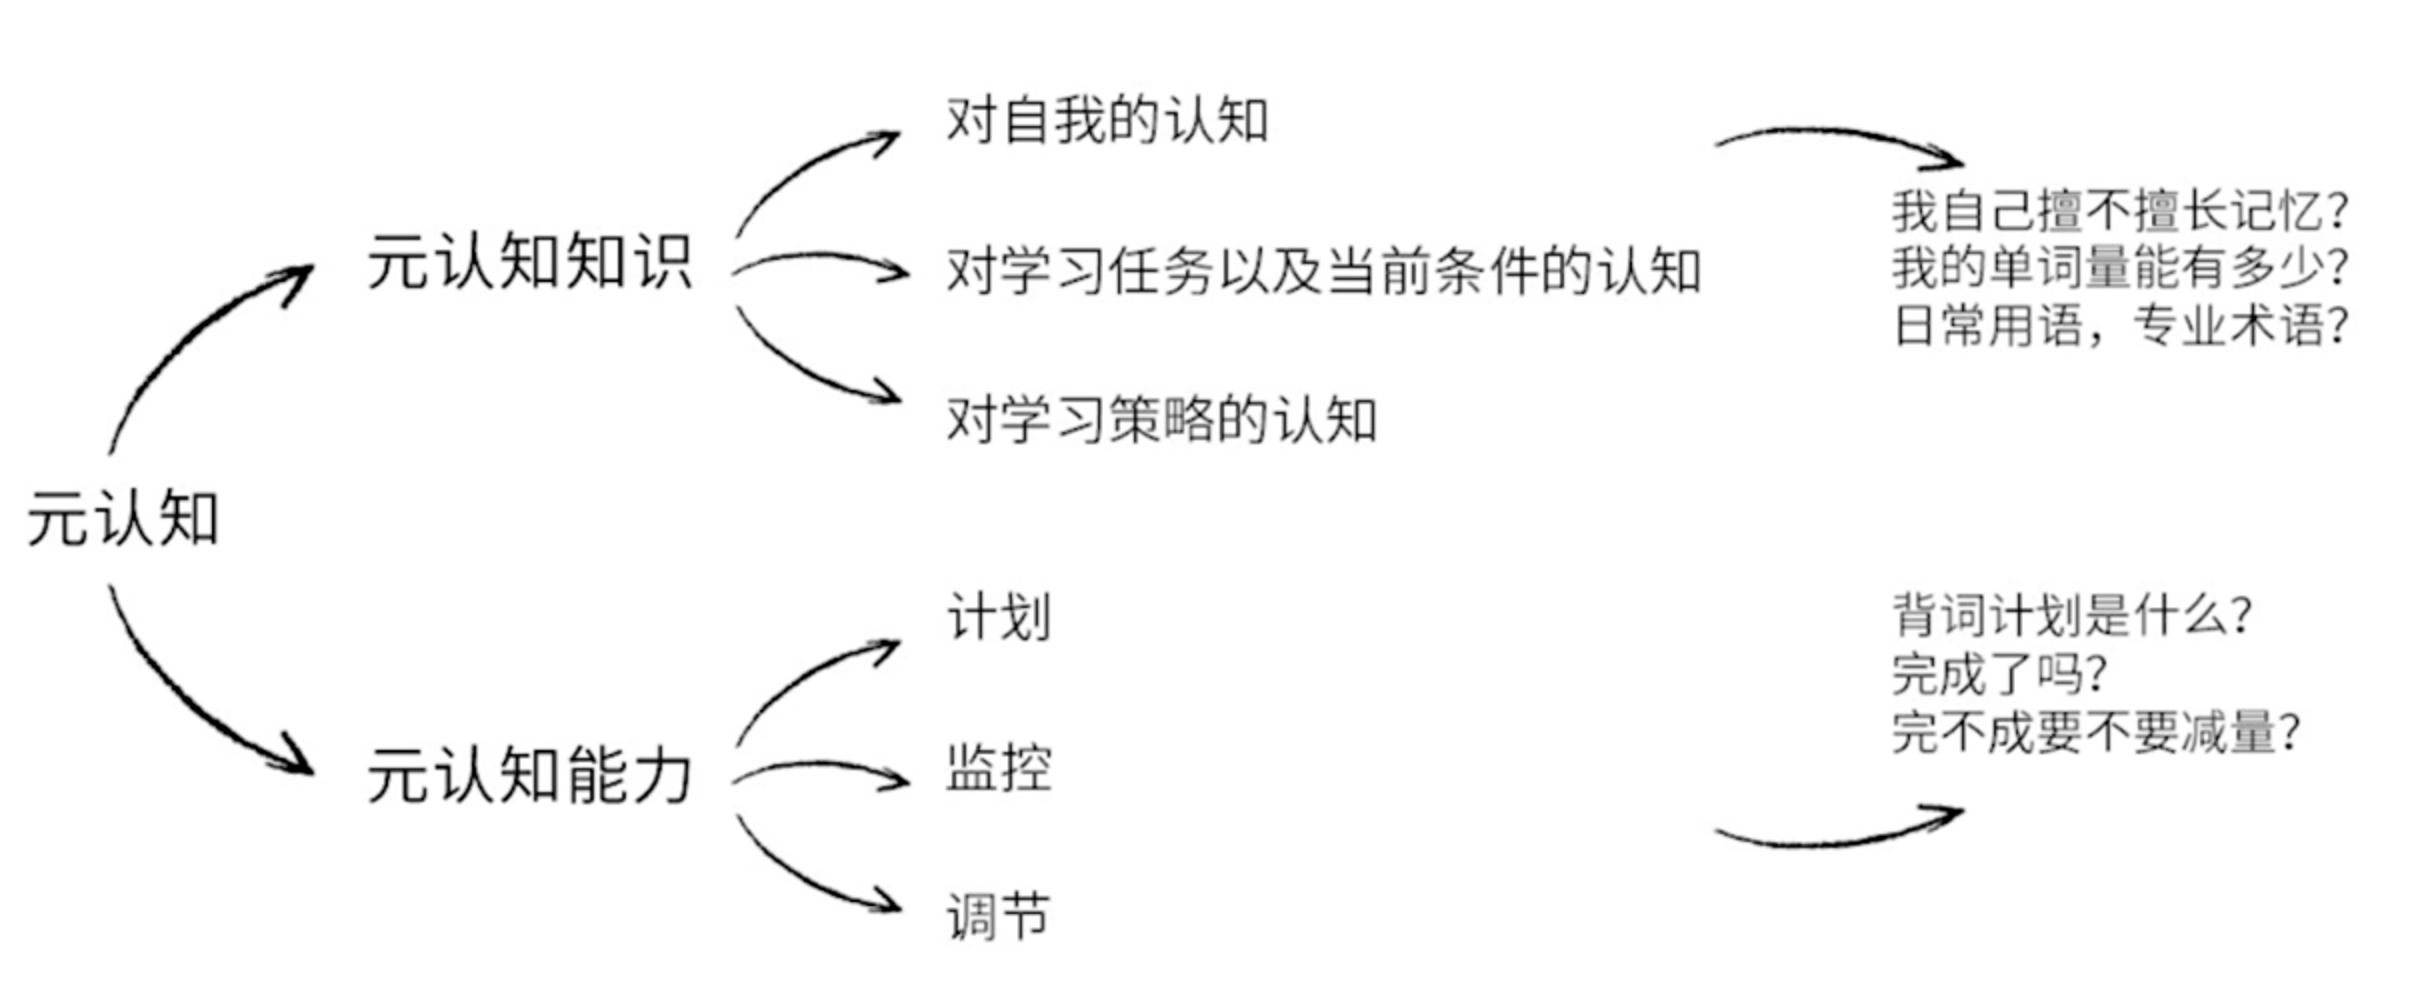 元认知
元认知知识
对自我的认知
对学习任务以及当前条件的认知
对学习策略的认知
我自己擅不擅长记忆？
我的单词量能有多少？
日常用语，专业术语？
元认知能力
计划
监控
调节
背词计划是什么？
完成了吗？
完不成要不要减量？